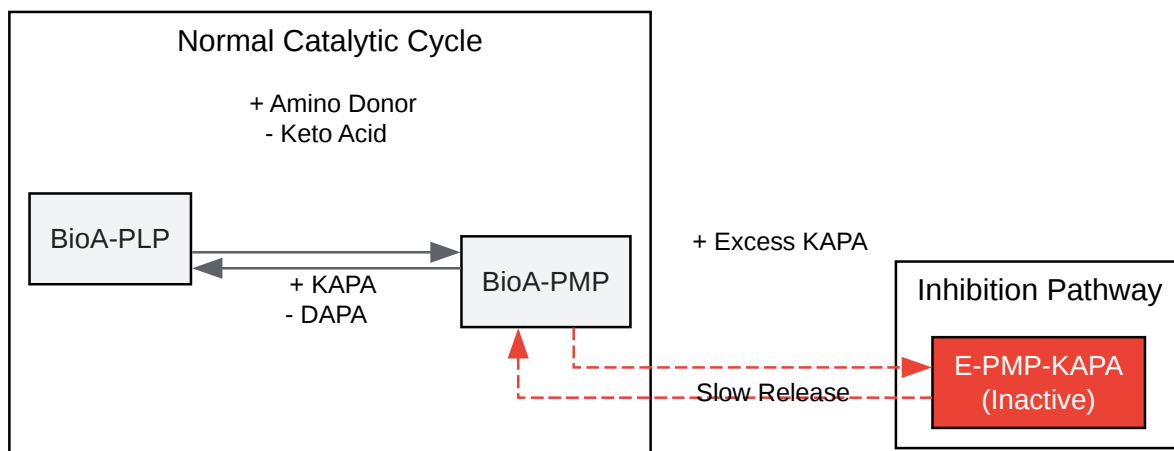 Normal Catalytic Cycle
+ Amino Donor
- Keto Acid
BioA-PLP
BioA-PMP
+ KAPA
- DAPA
+ Excess KAPA
Slow Release
Inhibition Pathway
E-PMP-KAPA
(Inactive)